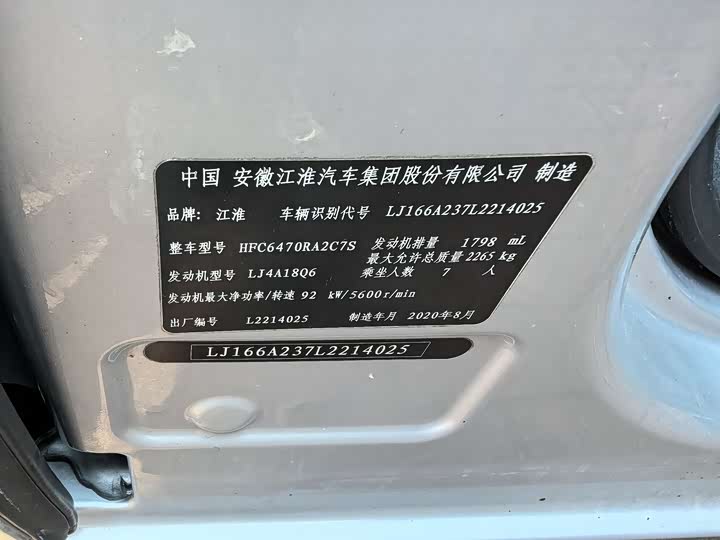 中国 安徽江淮汽车集团股份有限公司 制造
品牌: 江淮 车辆识别代号 LJ166A237L2214025
整车型号 HFC6470RA2C7S 发动机排量 1798 mL
最大允许总质量 2265 kg
发动机型号 LJ4A18Q6 乘坐人数 7 人
发动机最大净功率/转速 92 kW/5600r/min
出厂编号 L2214025 制造年月 2020年8月
LJ166A237L2214025